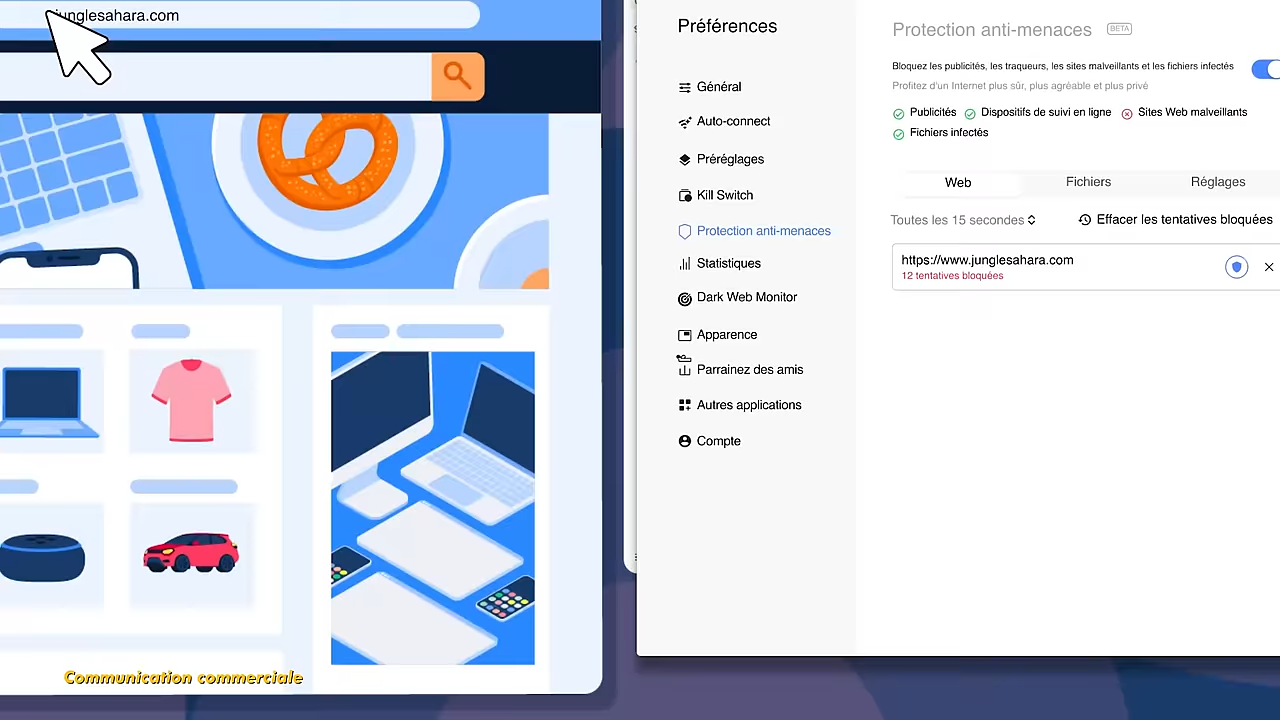 junglesahara.com
Préférences
Général
Auto-connect
Préréglages
Kill Switch
Protection anti-menaces
Statistiques
Dark Web Monitor
Apparence
Parrainez des amis
Autres applications
Compte
Protection anti-menaces BETA
Bloquez les publicités, les traqueurs, les sites malveillants et les fichiers infectés
Profitez d'un Internet plus sûr, plus agréable et plus privé
Publicités Dispositifs de suivi en ligne Sites Web malveillants
Fichiers infectés
Web Fichiers Réglages
Toutes les 15 secondes Effacer les tentatives bloquées
https://www.junglesahara.com
12 tentatives bloquées
Communication commerciale